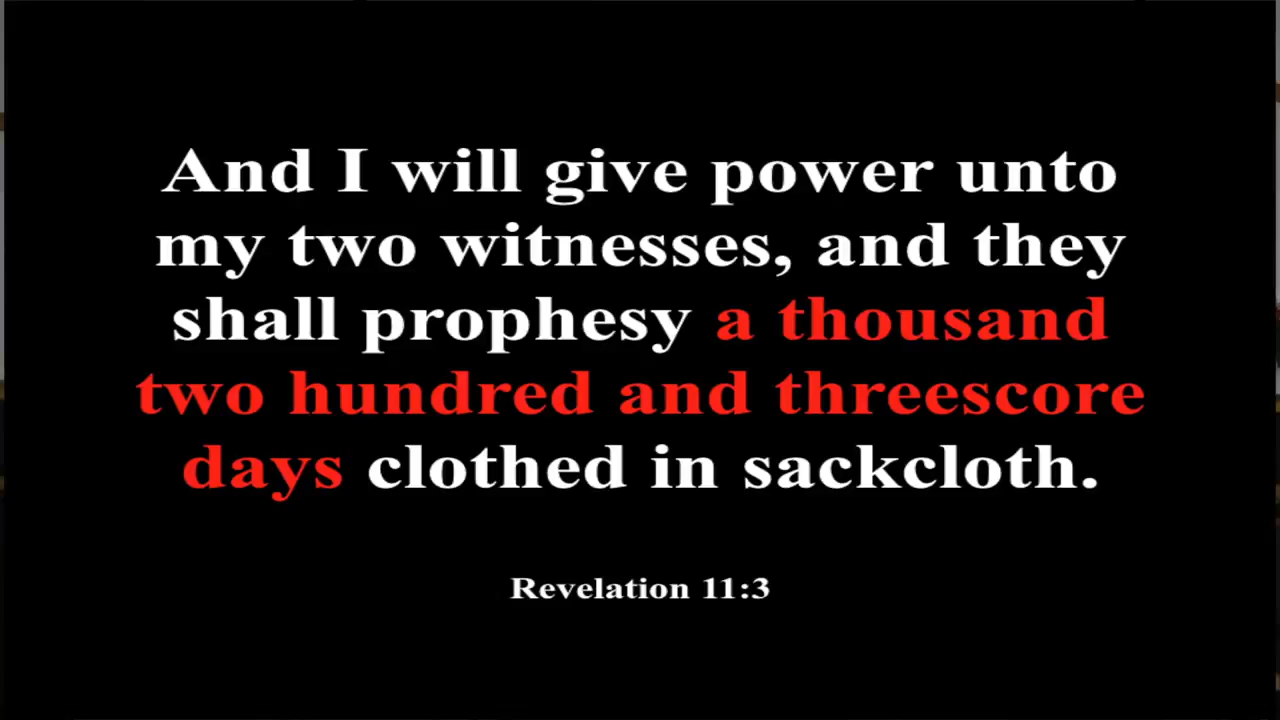 And I will give power unto
my two witnesses, and they
shall prophesy a thousand
two hundred and threescore
days clothed in sackcloth.
Revelation 11:3